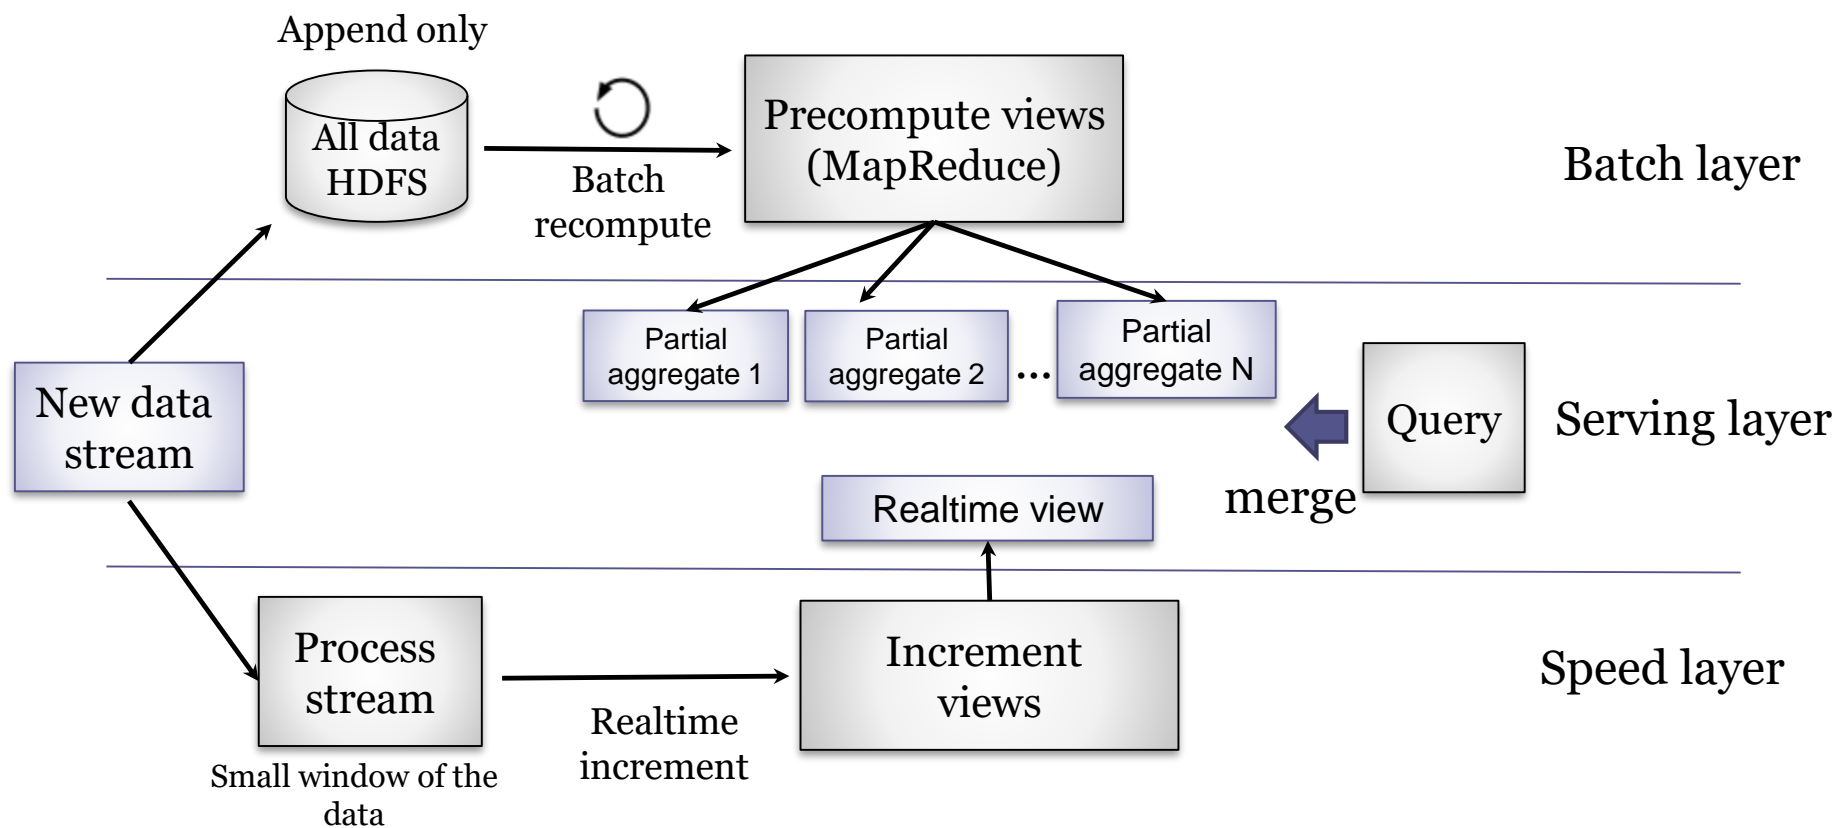 Append only
All data
HDFS
Batch
recompute
Precompute views
(MapReduce)
Batch layer
New data
stream
Partial
aggregate 1
Partial
aggregate 2
...
Partial
aggregate N
merge
Query
Serving layer
Realtime view
Process
stream
Small window of the
data
Realtime
increment
Increment
views
Speed layer